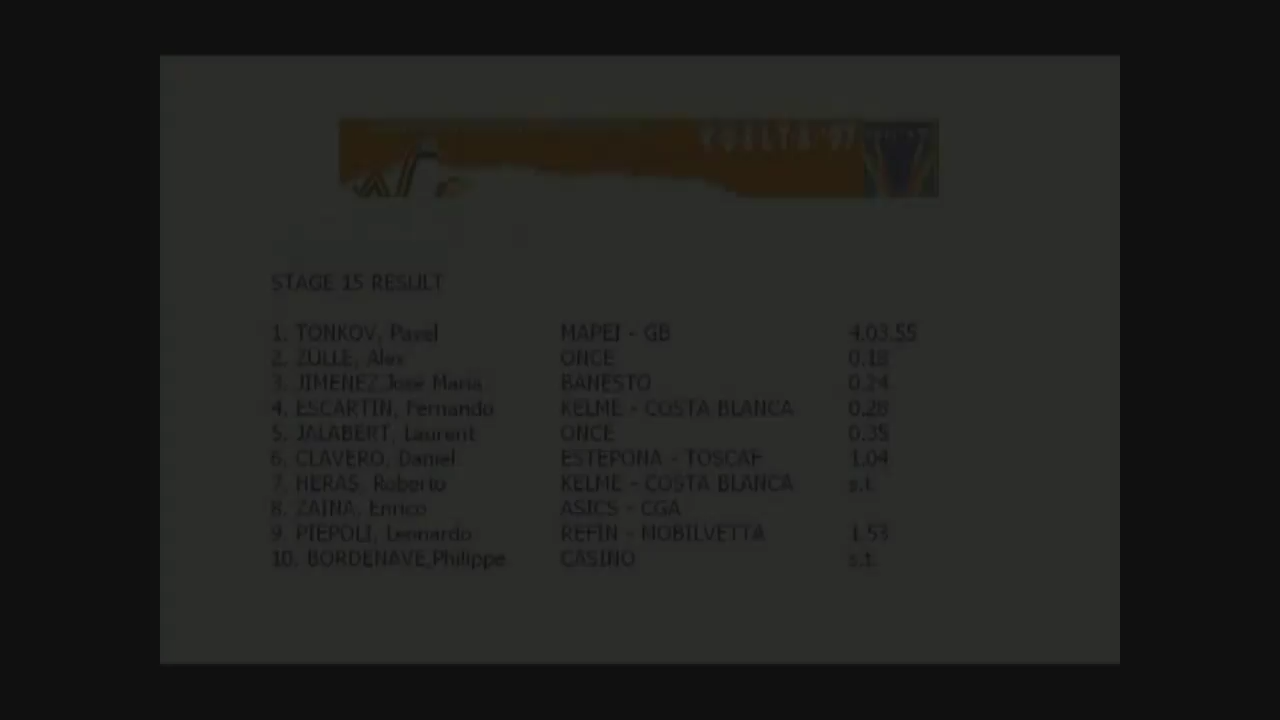 VUELTA '97
STAGE 15 RESULT
1. TONKOV, Pavel MAPEI - GB 4.03.55
2. ZULLE, Alex ONCE 0.18
3. JIMENEZ,Jose Maria BANESTO 0.24
4. ESCARTIN, Fernando KELME - COSTA BLANCA 0.28
5. JALABERT, Laurent ONCE 0.35
6. CLAVERO, Daniel ESTEPONA - TOSCAF 1.04
7. HERAS, Roberto KELME - COSTA BLANCA s.t.
8. ZAINA, Enrico ASICS - CGA
9. PIEPOLI, Leonardo REFIN - MOBILVETTA 1.53
10. BORDENAVE,Philippe CASINO s.t.